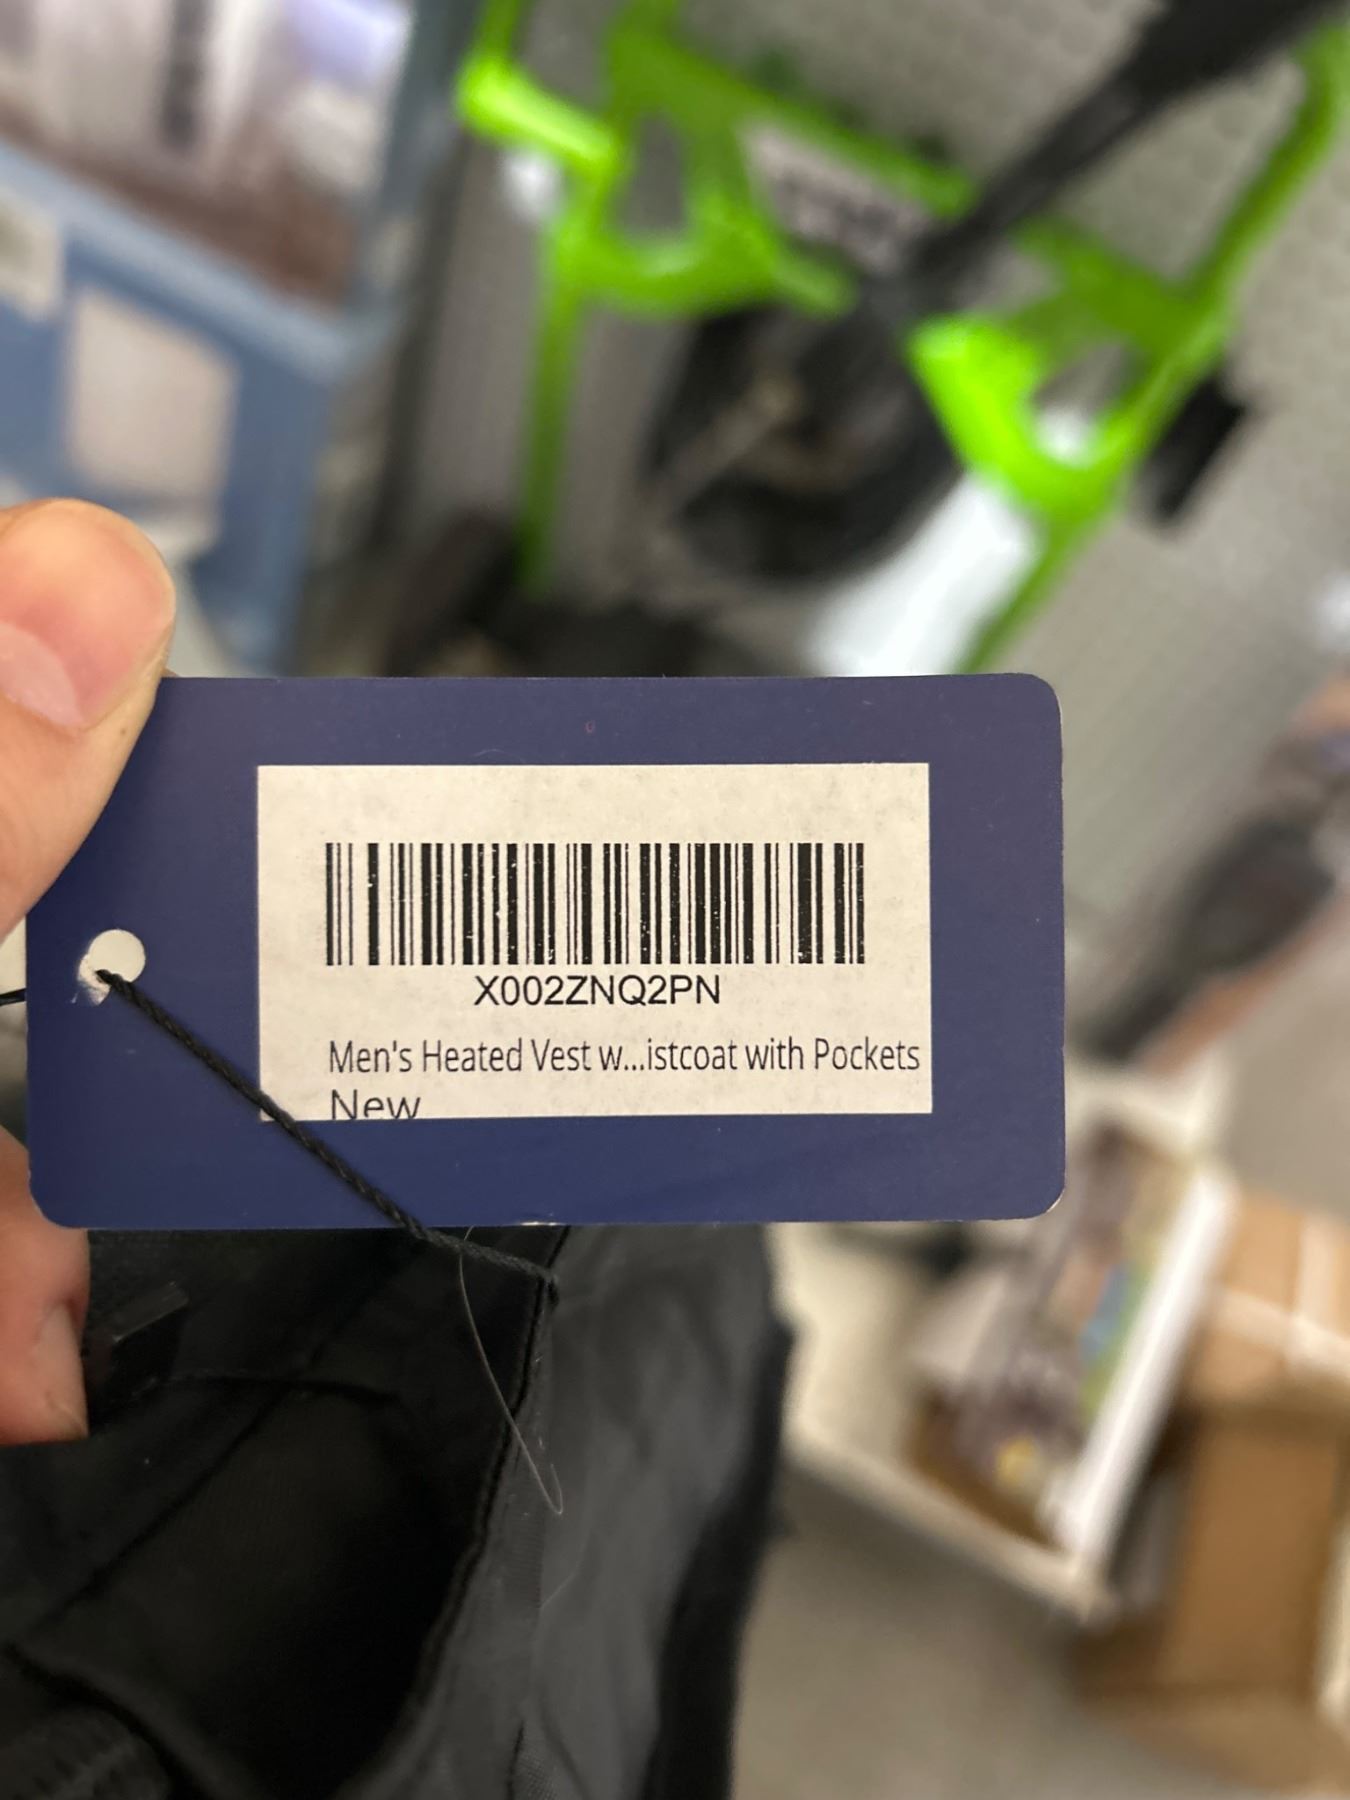 X002ZNQ2PN
Men's Heated Vest w...istcoat with Pockets
New